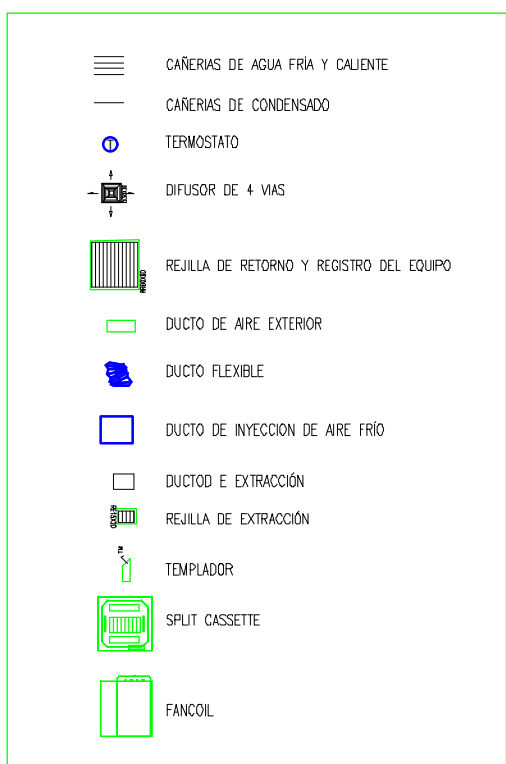 CAÑERIAS DE AGUA FRÍA Y CALIENTE
CAÑERIAS DE CONDENSADO
T
TERMOSTATO
DIFUSOR DE 4 VIAS
REJILLA DE RETORNO Y REGISTRO DEL EQUIPO
DUCTO DE AIRE EXTERIOR
DUCTO FLEXIBLE
DUCTO DE INYECCION DE AIRE FRÍO
DUCTOD E EXTRACCIÓN
REJILLA DE EXTRACCIÓN
TEMPLADOR
SPLIT CASSETTE
FANCOIL